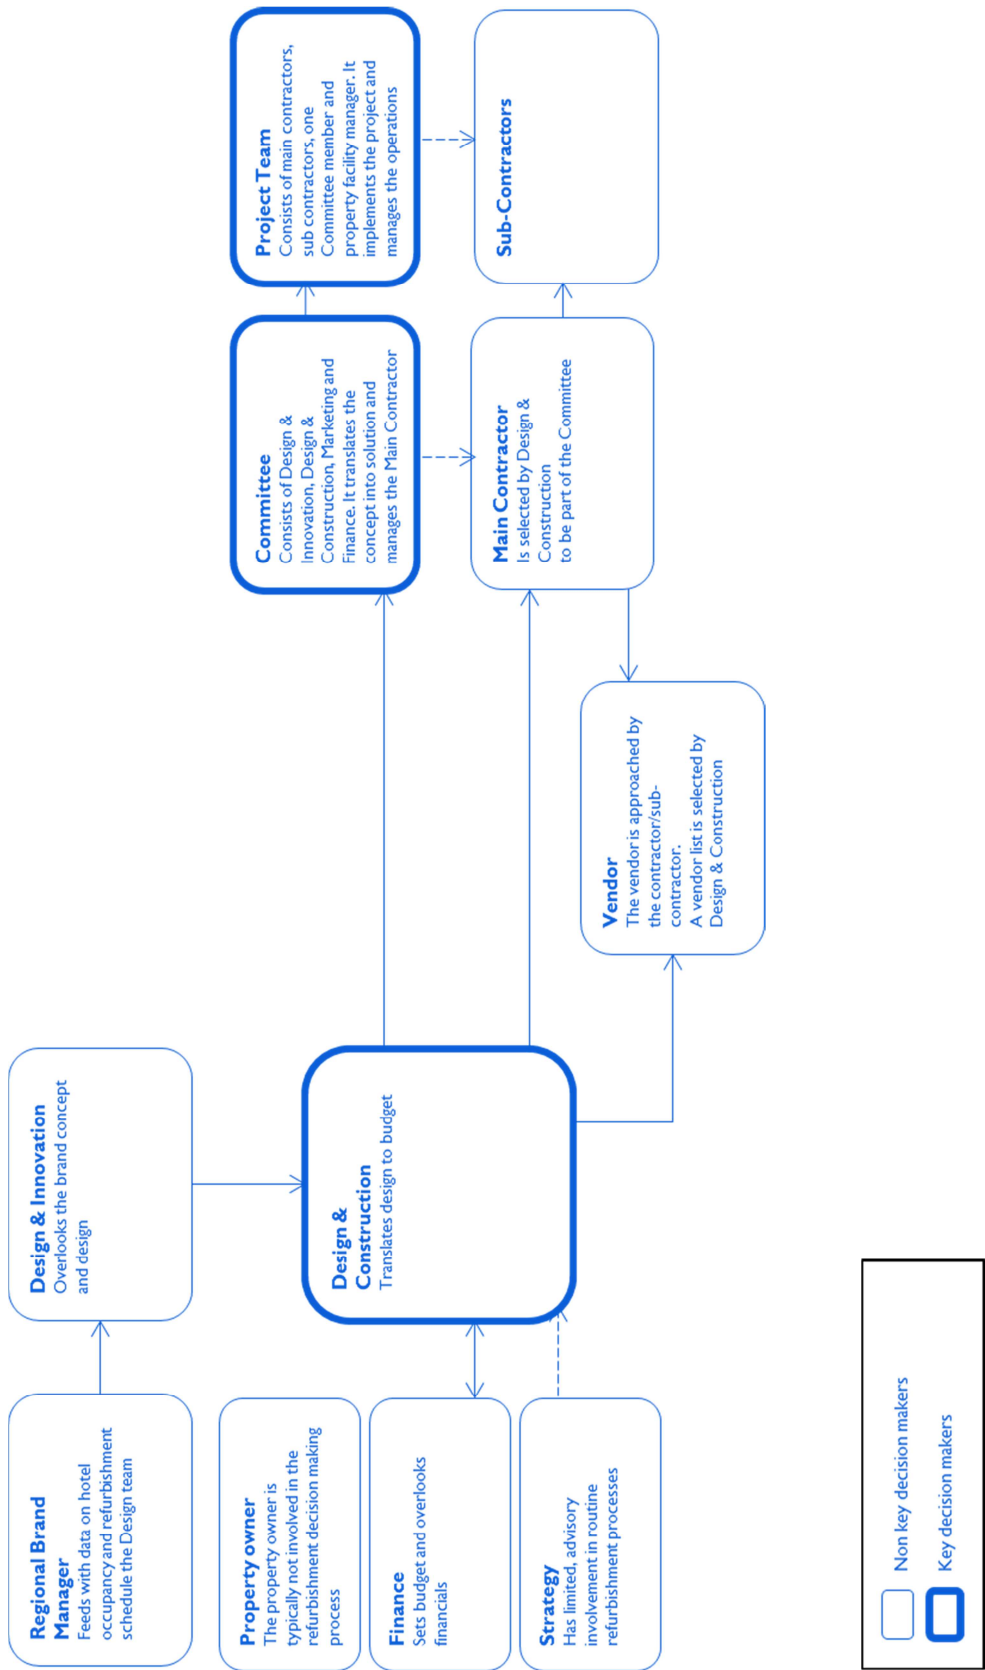 Regional Brand
Manager
Feeds with data on hotel
occupancy and refurbishment
schedule the Design team
Design & Innovation
Overlooks the brand concept
and design
Property owner
The property owner is
typically not involved in the
refurbishment decision making
process
Finance
Sets budget and overlooks
financials
Strategy
Has limited, advisory
involvement in routine
refurbishment processes
Design &
Construction
Translates design to budget
Vendor
The vendor is approached by
the contractor/sub-
contractor.
A vendor list is selected by
Design & Construction
Committee
Consists of Design &
Innovation, Design &
Construction, Marketing and
Finance. It translates the
concept into solution and
manages the Main Contractor
Main Contractor
Is selected by Design &
Construction
to be part of the Committee
Project Team
Consists of main contractors,
sub contractors, one
Committee member and
property facility manager. It
implements the project and
manages the operations
Sub-Contractors
Non key decision makers
Key decision makers